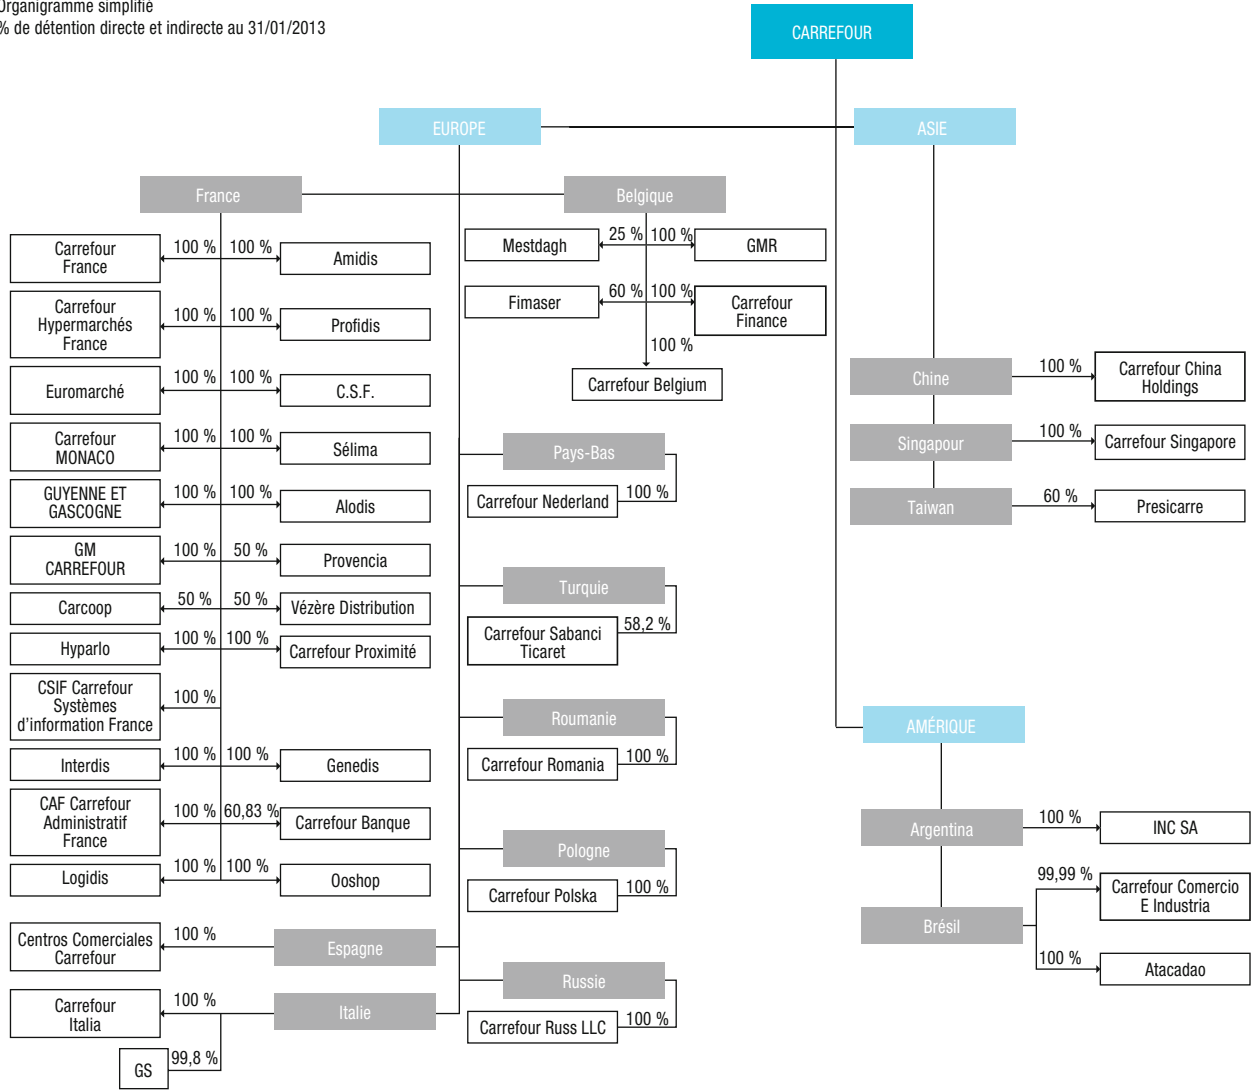 Organigramme simplifié
% de détention directe et indirecte au 31/01/2013
CARREFOUR
EUROPE
ASIE
France
Belgique
Carrefour
France
100 %
100 %
Amidis
Carrefour
Hypermarchés
France
100 %
100 %
Profidis
Euromarché
100 %
100 %
C.S.F.
Carrefour
MONACO
100 %
100 %
Sélima
GUYENNE ET
GASCOGNE
100 %
100 %
Alodis
GM
CARREFOUR
100 %
50 %
Provencia
Carcoop
50 %
50 %
Vézère Distribution
Hyparlo
100 %
100 %
Carrefour Proximité
CSIF Carrefour
Systèmes
d'information France
100 %
Interdis
100 %
100 %
Genedis
CAF Carrefour
Administratif
France
100 %
60,83 %
Carrefour Banque
Logidis
100 %
100 %
Ooshop
Centros Comerciales
Carrefour
100 %
Espagne
Carrefour
Italia
100 %
Italie
GS
99,8 %
Mestdagh
25 %
100 %
GMR
Fimaser
60 %
100 %
Carrefour
Finance
100 %
Carrefour Belgium
Pays-Bas
Carrefour Nederland
100 %
Turquie
Carrefour Sabanci
Ticaret
58,2 %
Roumanie
Carrefour Romania
100 %
Pologne
Carrefour Polska
100 %
Russie
Carrefour Russ LLC
100 %
Chine
100 %
Carrefour China
Holdings
Singapour
100 %
Carrefour Singapore
Taiwan
60 %
Presicarre
AMÉRIQUE
Argentina
100 %
INC SA
Brésil
99,99 %
Carrefour Comercio
E Industria
100 %
Atacadao